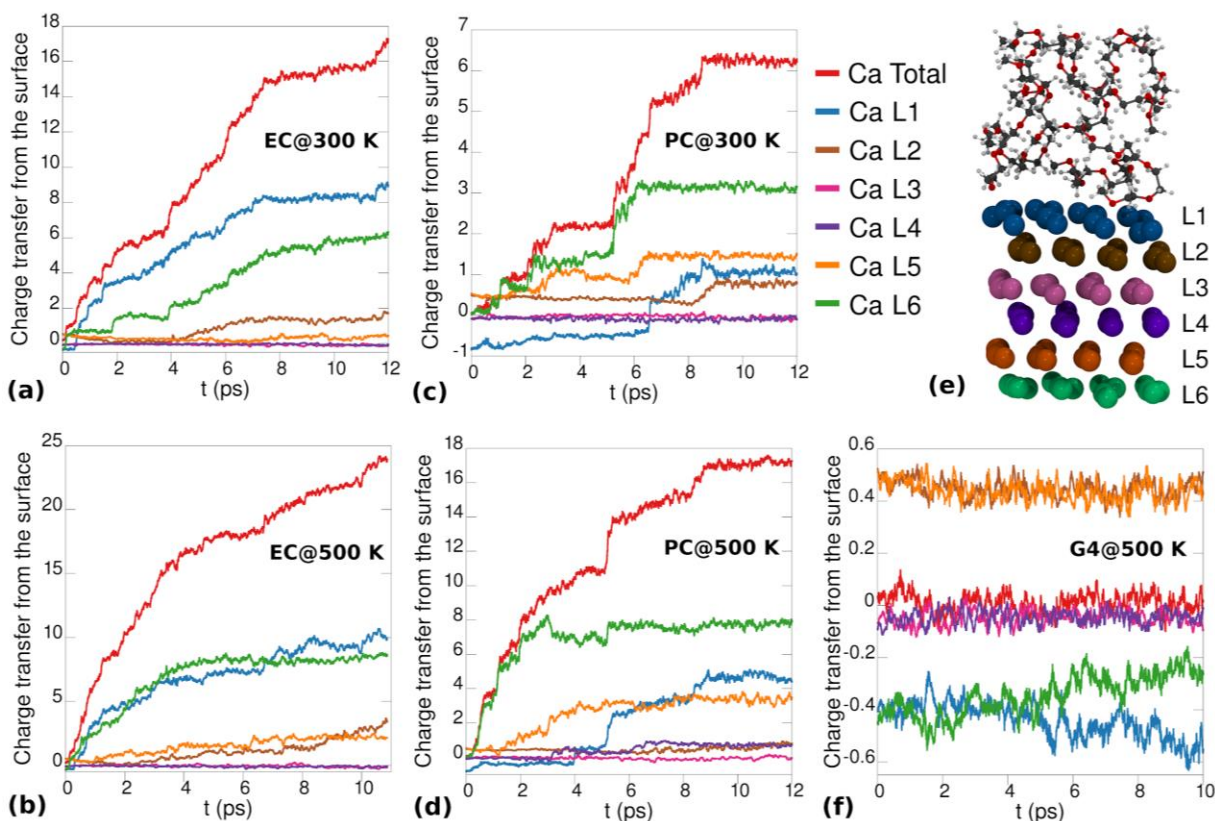 18
16
14
12
10
8
6
4
2
0
Charge transfer from the surface
EC@300 K
0 2 4 6 8 10 12
t (ps)
(a)
7
6
5
4
3
2
1
0
-1
Charge transfer from the surface
PC@300 K
0 2 4 6 8 10 12
t (ps)
(c)
Ca Total
Ca L1
Ca L2
Ca L3
Ca L4
Ca L5
Ca L6
L1
L2
L3
L4
L5
L6
(e)
25
20
15
10
5
0
Charge transfer from the surface
EC@500 K
0 2 4 6 8 10
t (ps)
(b)
18
16
14
12
10
8
6
4
2
0
Charge transfer from the surface
PC@500 K
0 2 4 6 8 10 12
t (ps)
(d)
0.6
0.4
0.2
0
-0.2
-0.4
-0.6
Charge transfer from the surface
G4@500 K
0 2 4 6 8 10
t (ps)
(f)